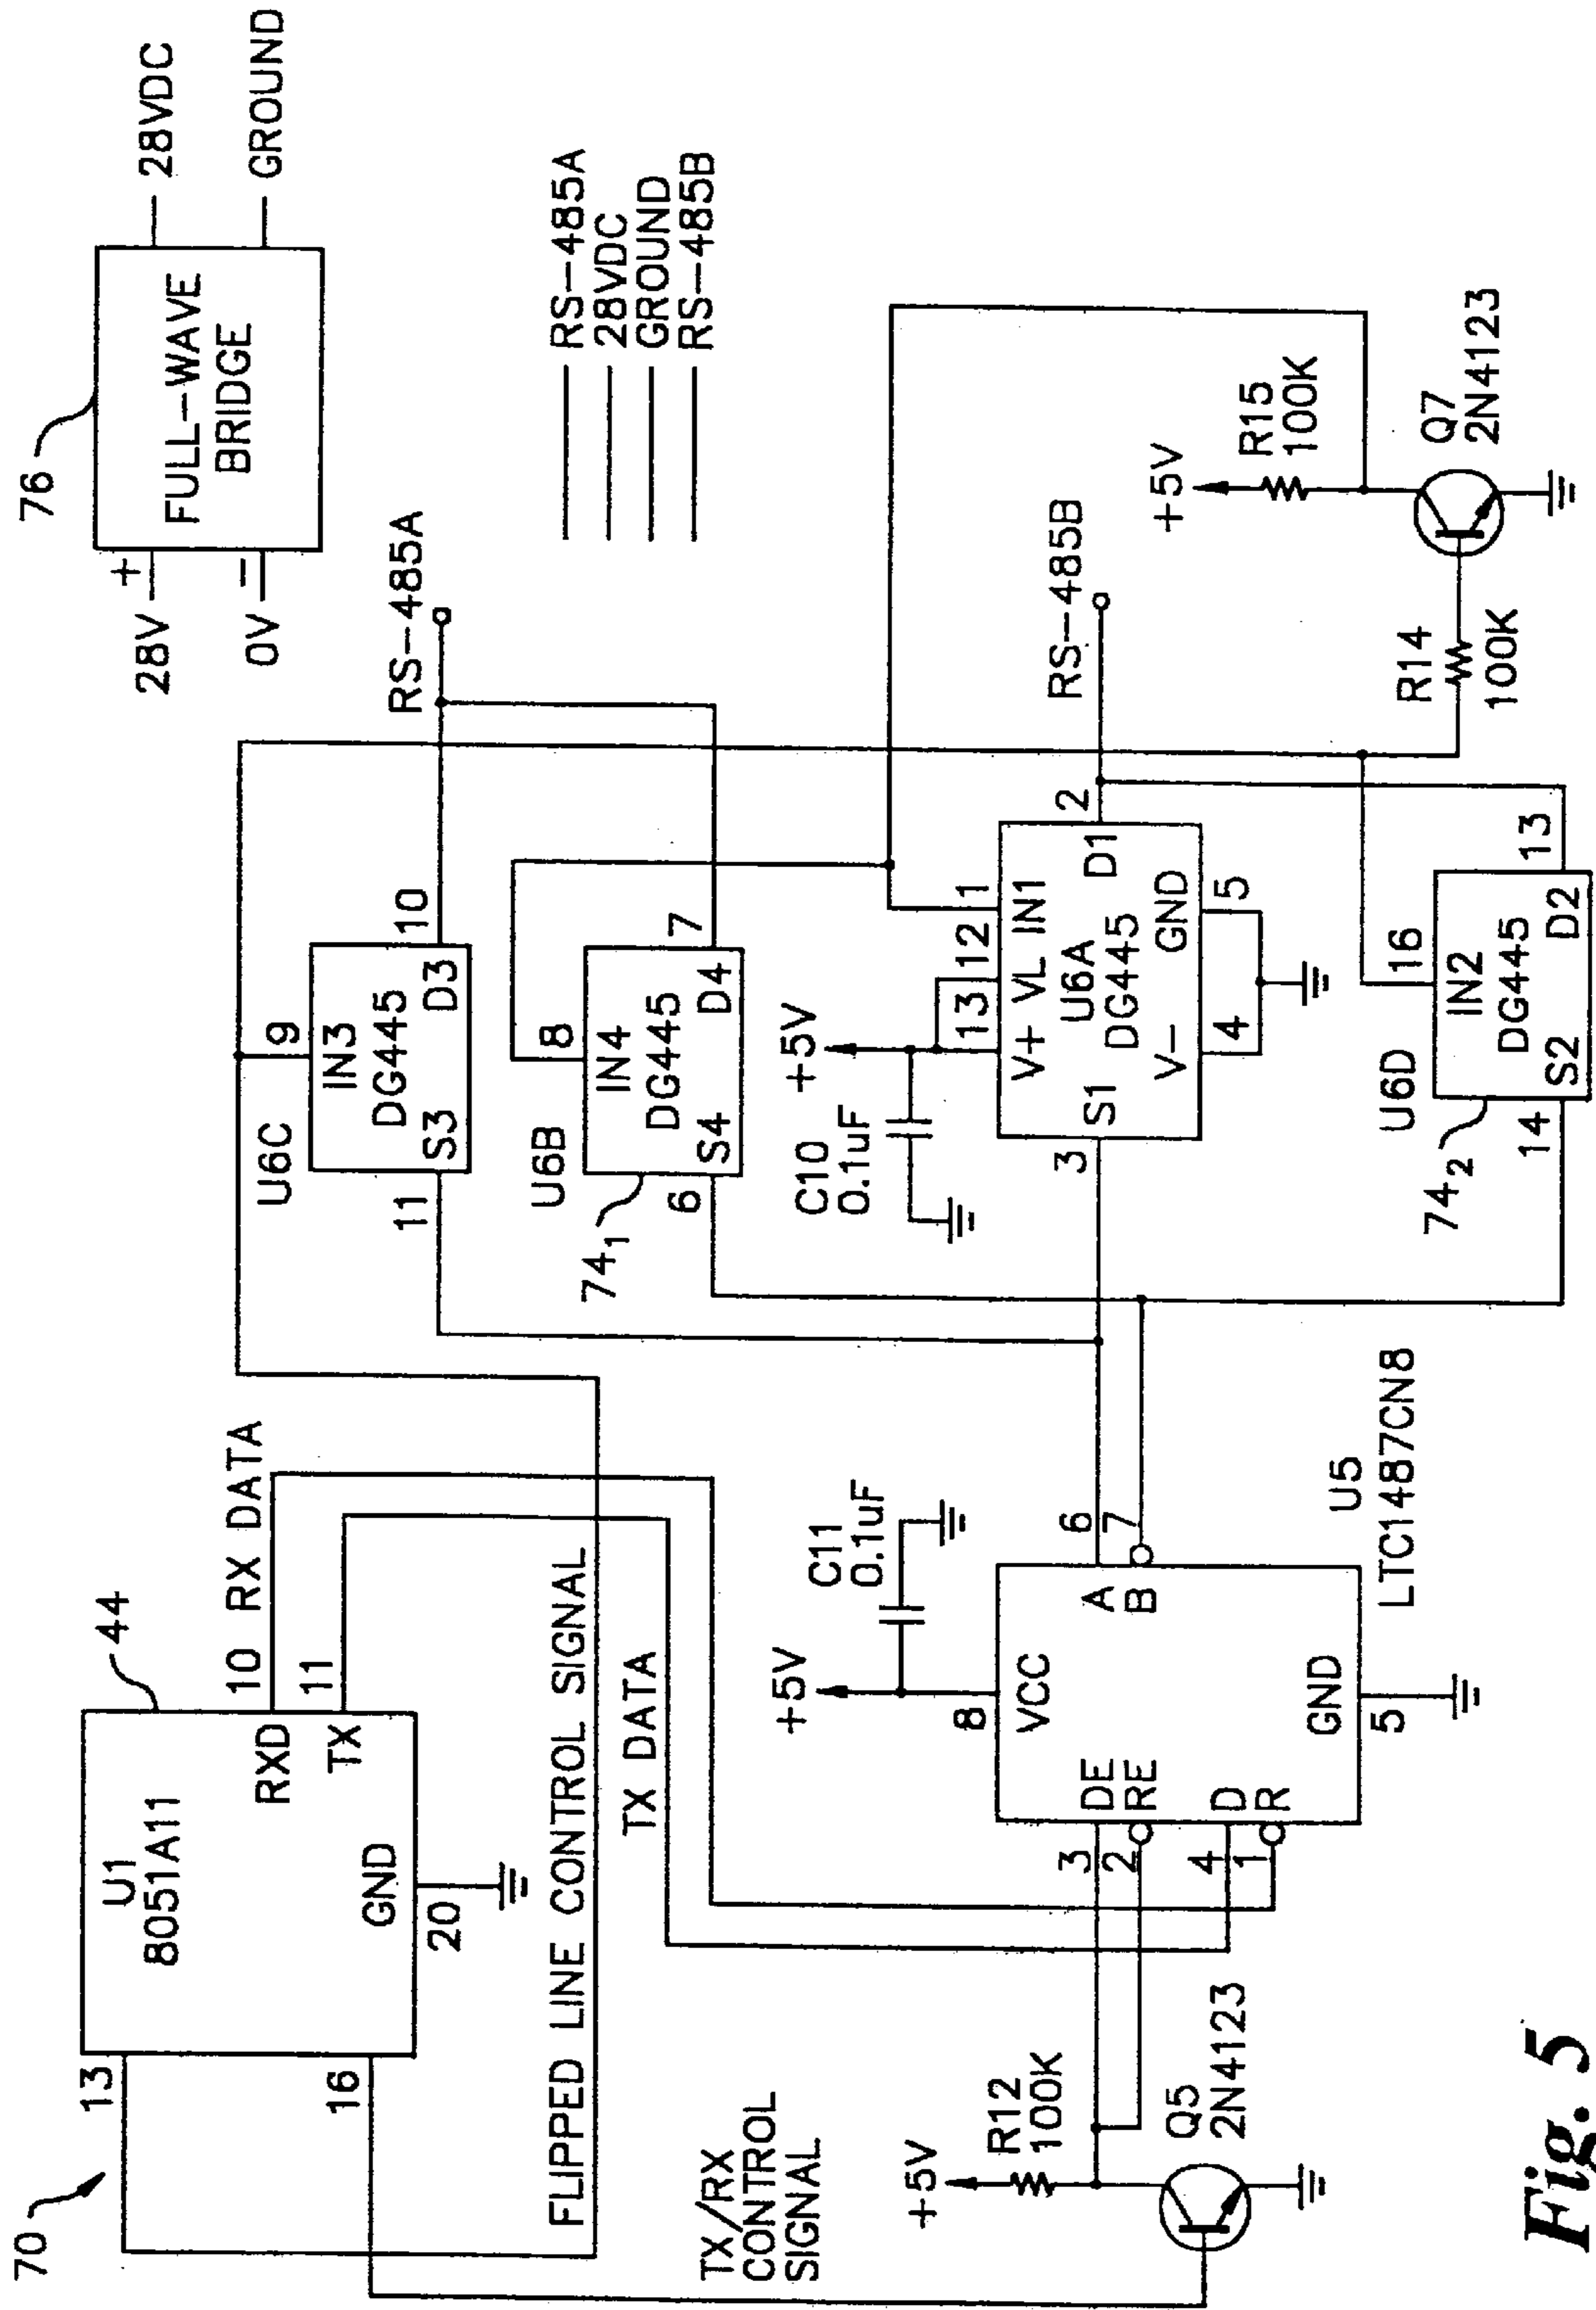 70
U1
8051A11
44
13
16
RXD
TX
GND
20
10 RX DATA
11
FLIPPED LINE CONTROL SIGNAL
TX DATA
TX/RX
CONTROL
SIGNAL
+5V
R12
100K
Q5
2N4123
3
2
4
1
DE
RE
D
R
VCC
8
+5V
C11
0.1uF
A
B
6
7
GND
5
U5
LTC1487CN8
U6C
9
IN3
DG445
S3
D3
11
10
U6B
8
IN4
DG445
S4
D4
6
7
74₁
+5V
C10
0.1uF
13
12
1
V+
VL
IN1
U6A
DG445
S1
D1
V-
GND
3
2
4
5
U6D
16
IN2
DG445
S2
D2
14
13
74₂
RS-485A
RS-485B
+5V
R15
100K
R14
100K
Q7
2N4123
76
28V
+
0V
-
FULL-WAVE
BRIDGE
28VDC
GROUND
RS-485A
28VDC
GROUND
RS-485B
Fig. 5